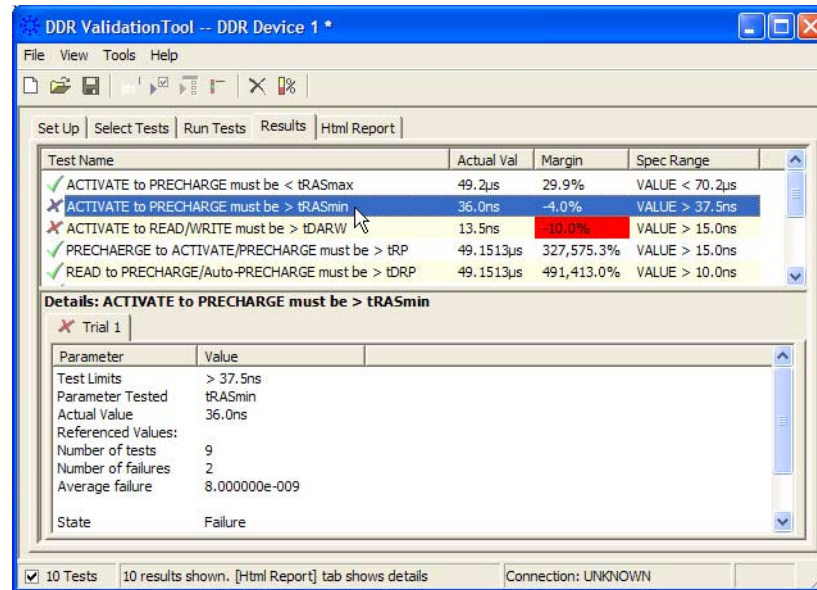 DDR ValidationTool -- DDR Device 1 *
File View Tools Help
Set Up Select Tests Run Tests Results Html Report
Test Name Actual Val Margin Spec Range
ACTIVATE to PRECHARGE must be < tRASmax 49.2µs 29.9% VALUE < 70.2µs
ACTIVATE to PRECHARGE must be > tRASmin 36.0ns -4.0% VALUE > 37.5ns
ACTIVATE to READ/WRITE must be > tDARW 13.5ns -10.0% VALUE > 15.0ns
PRECHAERGE to ACTIVATE/PRECHARGE must be > tRP 49.1513µs 327,575.3% VALUE > 15.0ns
READ to PRECHARGE/Auto-PRECHARGE must be > tDRP 49.1513µs 491,413.0% VALUE > 10.0ns
Details: ACTIVATE to PRECHARGE must be > tRASmin
Trial 1
Parameter Value
Test Limits > 37.5ns
Parameter Tested tRASmin
Actual Value 36.0ns
Referenced Values:
Number of tests 9
Number of failures 2
Average failure 8.000000e-009
State Failure
10 Tests 10 results shown. [Html Report] tab shows details Connection: UNKNOWN